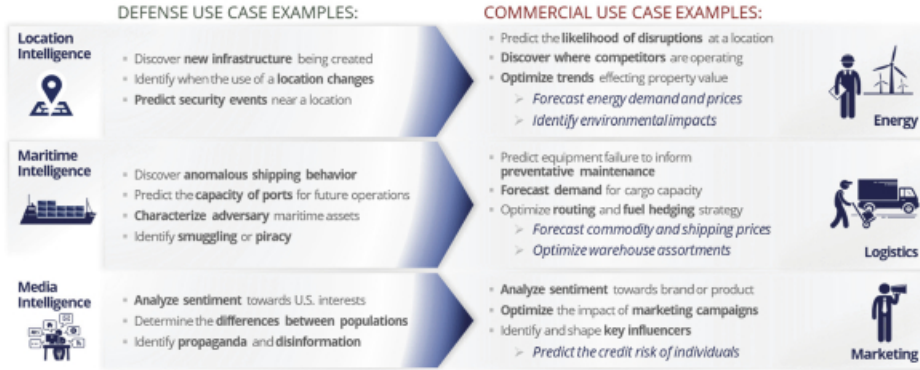 DEFENSE USE CASE EXAMPLES:
COMMERCIAL USE CASE EXAMPLES:
Location
Intelligence
Discover new infrastructure being created
Identify when the use of a location changes
Predict security events near a location
Predict the likelihood of disruptions at a location
Discover where competitors are operating
Optimize trends effecting property value
Forecast energy demand and prices
Identify environmental impacts
Energy
Maritime
Intelligence
Discover anomalous shipping behavior
Predict the capacity of ports for future operations
Characterize adversary maritime assets
Identify smuggling or piracy
Predict equipment failure to inform
preventative maintenance
Forecast demand for cargo capacity
Optimize routing and fuel hedging strategy
Forecast commodity and shipping prices
Optimize warehouse assortments
Logistics
Media
Intelligence
Analyze sentiment towards U.S. interests
Determine the differences between populations
Identify propaganda and disinformation
Analyze sentiment towards brand or product
Optimize the impact of marketing campaigns
Identify and shape key influencers
Predict the credit risk of individuals
Marketing